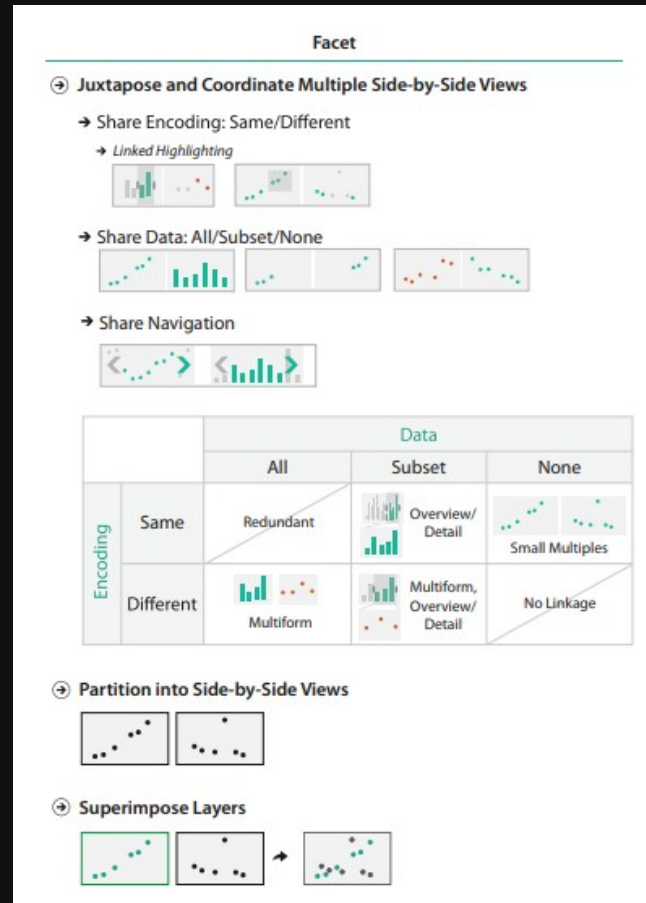 Facet
Juxtapose and Coordinate Multiple Side-by-Side Views
Share Encoding: Same/Different
Linked Highlighting
Share Data: All/Subset/None
Share Navigation
Data
All Subset None
Encoding
Same
Redundant
Overview/
Detail
Small Multiples
Different
Multiform
Multiform,
Overview/
Detail
No Linkage
Partition into Side-by-Side Views
Superimpose Layers